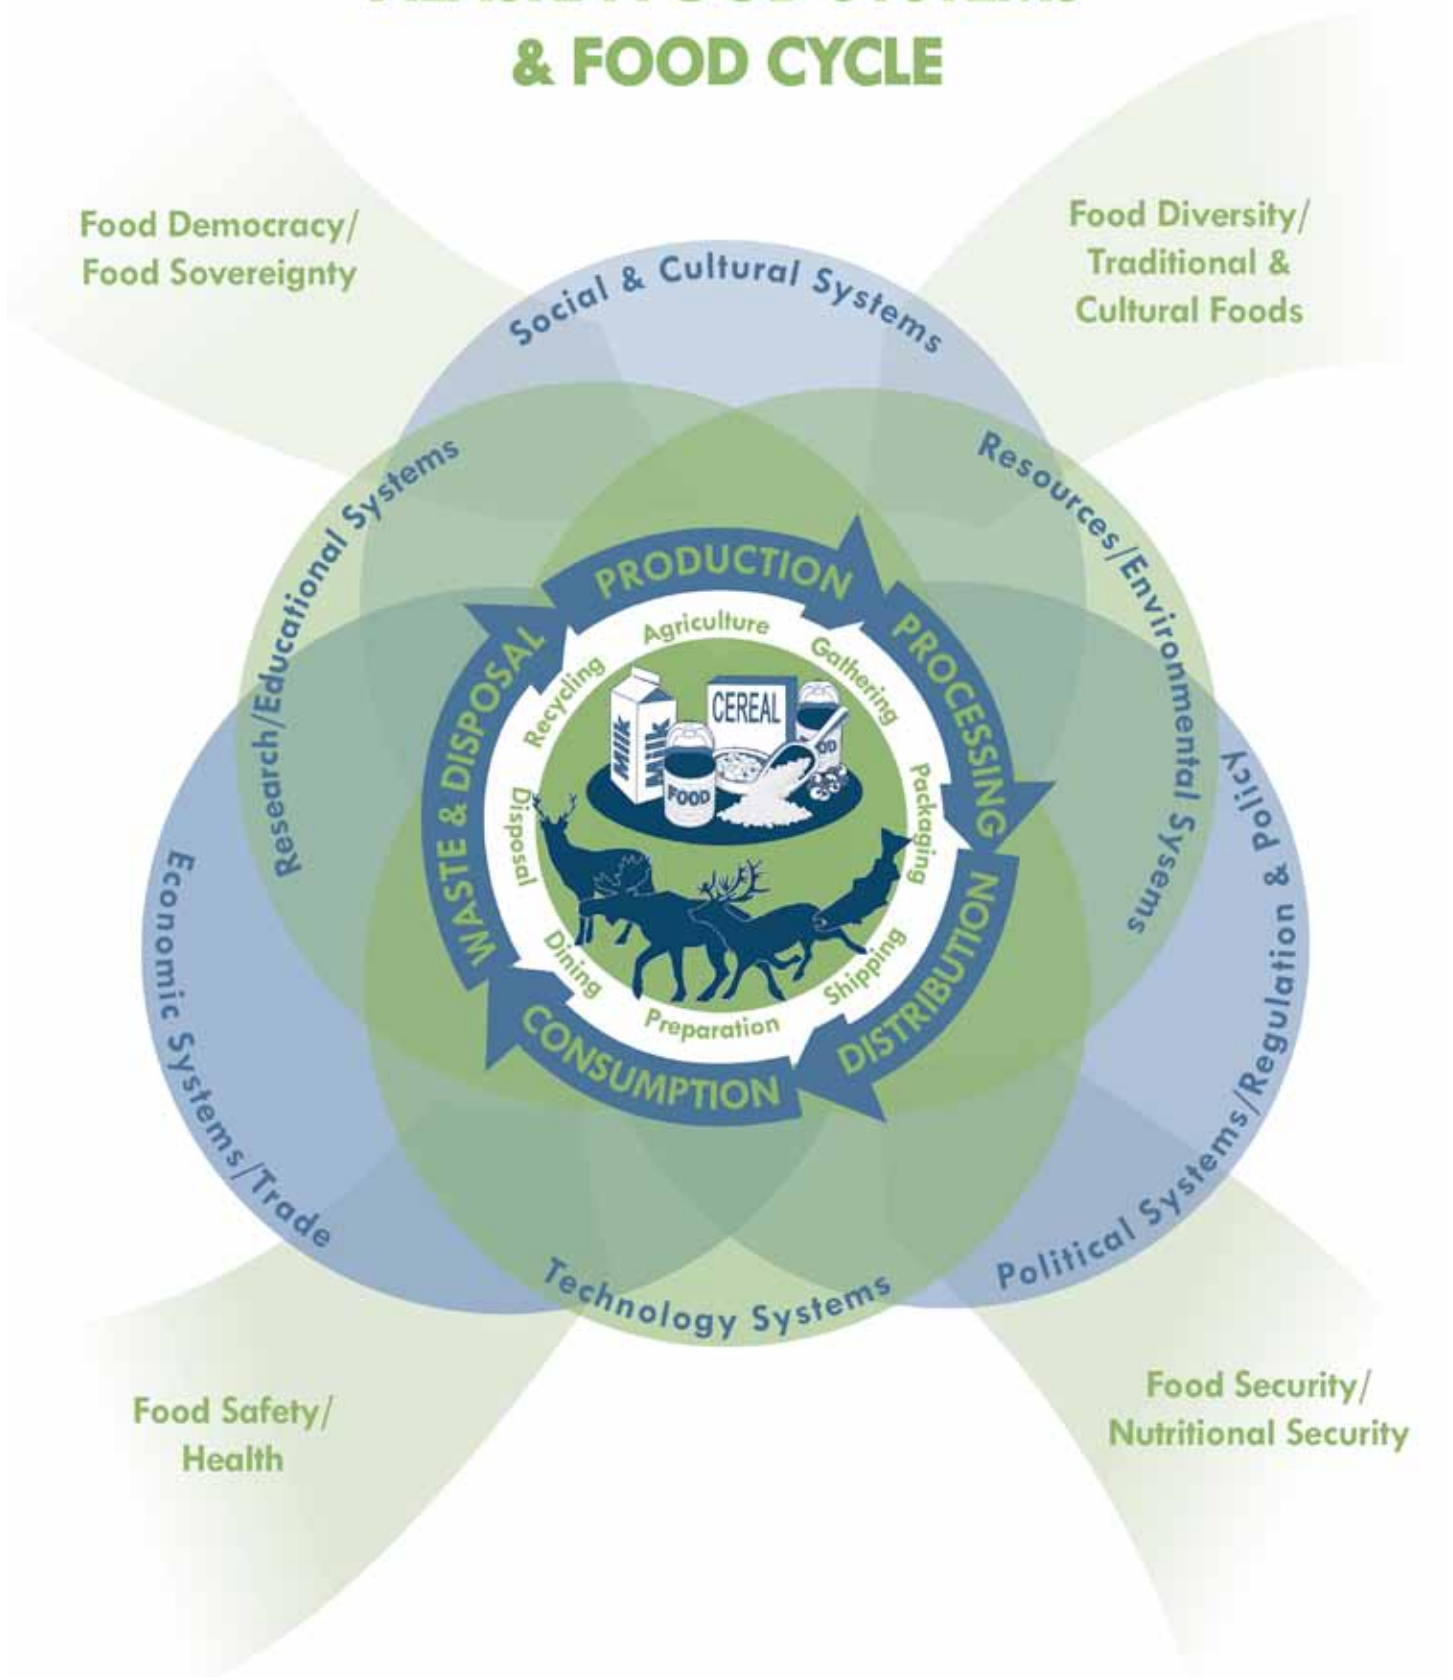 & FOOD CYCLE
Food Democracy/
Food Sovereignty
Food Diversity/
Traditional &
Cultural Foods
Social & Cultural Systems
Research/Educational Systems
Resources/Environmental Systems
Economic Systems/Trade
Political Systems/Regulation & Policy
Technology Systems
PRODUCTION
PROCESSING
DISTRIBUTION
CONSUMPTION
WASTE & DISPOSAL
Agriculture
Gathering
Packaging
Shipping
Preparation
Dining
Disposal
Recycling
Milk
Milk
CEREAL
FOOD
OD
Food Safety/
Health
Food Security/
Nutritional Security